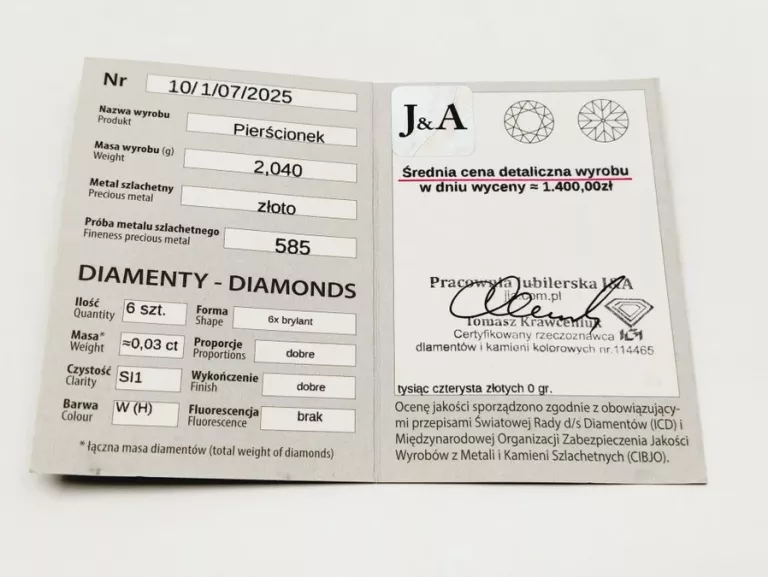 Nr 10/1/07/2025
Nazwa wyrobu
Produkt
Pierścionek
Masa wyrobu (g)
Weight
2,040
Metal szlachetny
Precious metal
złoto
Próba metalu szlachetnego
Fineness precious metal
585
DIAMENTY - DIAMONDS
Ilość
Quantity
6 szt.
Forma
Shape
6x brylant
Masa*
Weight
≈0,03 ct
Proporcje
Proportions
dobre
Czystość
Clarity
SI1
Wykończenie
Finish
dobre
Barwa
Colour
W (H)
Fluorescencja
Fluorescence
brak
* łączna masa diamentów (total weight of diamonds)
J&A
Średnia cena detaliczna wyrobu
w dniu wyceny ≈ 1.400,00zł
Pracownia Jubilerska J&A
Tomasz Krawceniuk
Certyfikowany rzeczoznawca
diamentów i kamieni kolorowych nr.114465
tysiąc czterysta złotych 0 gr.
Ocenę jakości sporządzono zgodnie z obowiązujący-
mi przepisami Światowej Rady d/s Diamentów (ICD) i
Międzynarodowej Organizacji Zabezpieczenia Jakości
Wyrobów z Metali i Kamieni Szlachetnych (CIBJO).